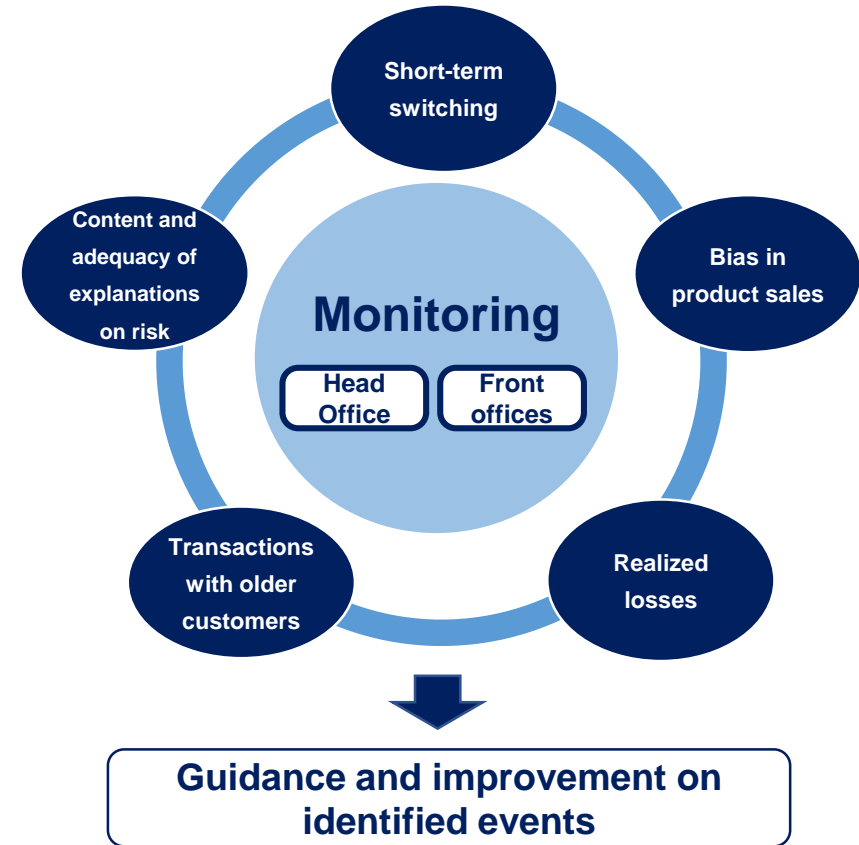 Short-term
switching
Content and
adequacy of
explanations
on risk
Bias in
product sales
Monitoring
Head
Office
Front
offices
Transactions
with older
customers
Realized
losses
Guidance and improvement on
identified events